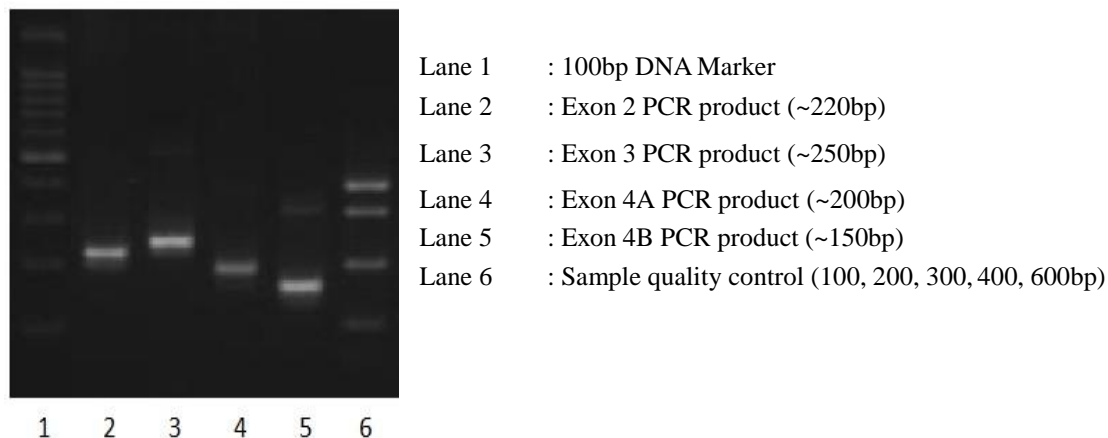 Lane 1 : 100bp DNA Marker
Lane 2 : Exon 2 PCR product (~220bp)
Lane 3 : Exon 3 PCR product (~250bp)
Lane 4 : Exon 4A PCR product (~200bp)
Lane 5 : Exon 4B PCR product (~150bp)
Lane 6 : Sample quality control (100, 200, 300, 400, 600bp)
1 2 3 4 5 6